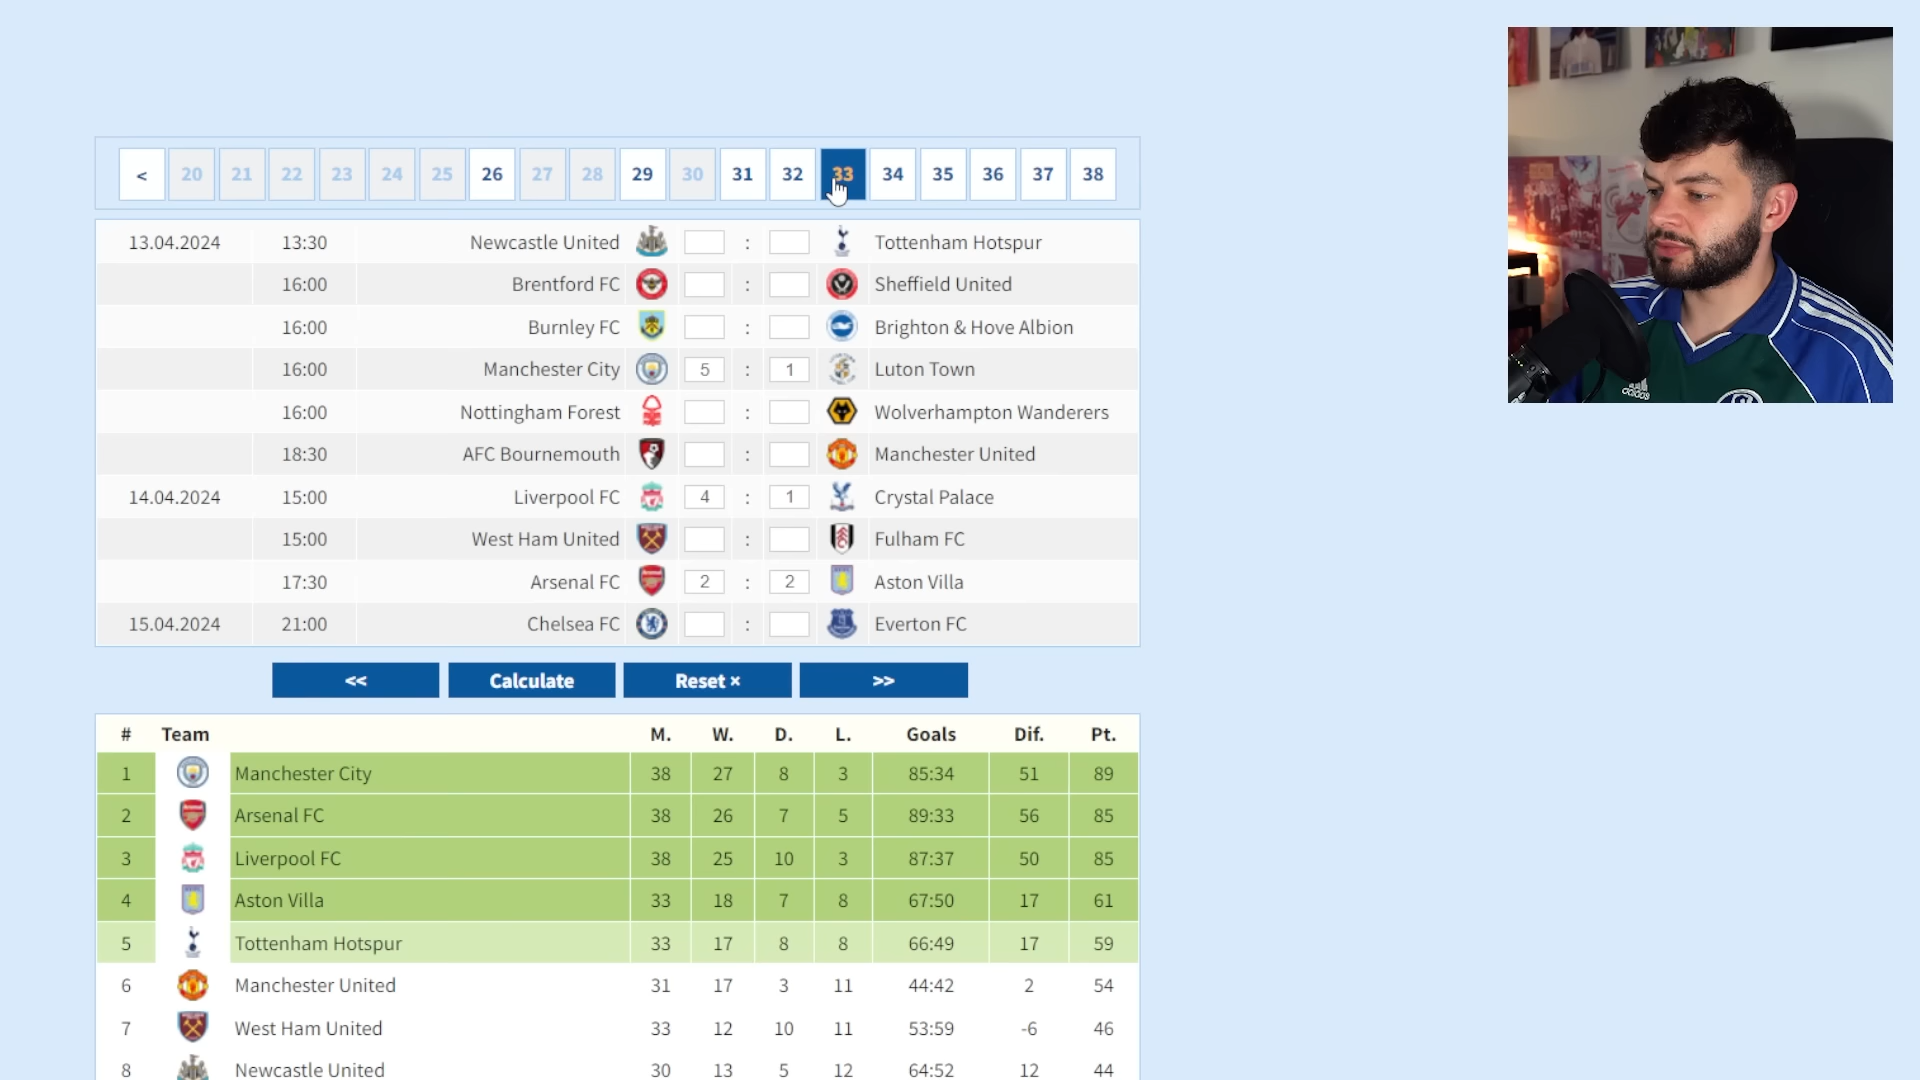 < 20 21 22 23 24 25 26 27 28 29 30 31 32 33 34 35 36 37 38
13.04.2024 13:30 Newcastle United : Tottenham Hotspur
16:00 Brentford FC : Sheffield United
16:00 Burnley FC : Brighton & Hove Albion
16:00 Manchester City 5 : 1 Luton Town
16:00 Nottingham Forest : Wolverhampton Wanderers
18:30 AFC Bournemouth : Manchester United
14.04.2024 15:00 Liverpool FC 4 : 1 Crystal Palace
15:00 West Ham United : Fulham FC
17:30 Arsenal FC 2 : 2 Aston Villa
15.04.2024 21:00 Chelsea FC : Everton FC
<< Calculate Reset × >>
# Team M. W. D. L. Goals Dif. Pt.
1 Manchester City 38 27 8 3 85:34 51 89
2 Arsenal FC 38 26 7 5 89:33 56 85
3 Liverpool FC 38 25 10 3 87:37 50 85
4 Aston Villa 33 18 7 8 67:50 17 61
5 Tottenham Hotspur 33 17 8 8 66:49 17 59
6 Manchester United 31 17 3 11 44:42 2 54
7 West Ham United 33 12 10 11 53:59 -6 46
8 Newcastle United 30 13 5 12 64:52 12 44
adidas